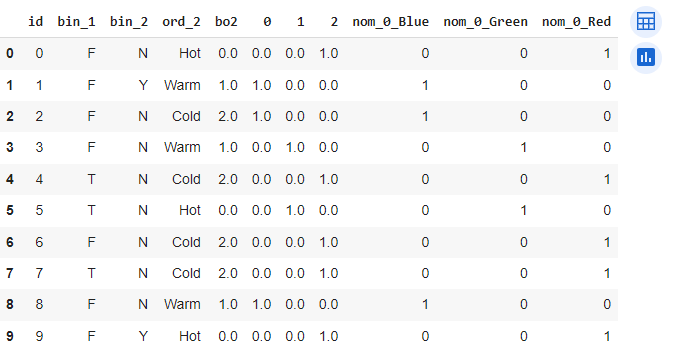 id bin_1 bin_2 ord_2 bo2 0 1 2 nom_0_Blue nom_0_Green nom_0_Red
0 0 F N Hot 0.0 0.0 0.0 1.0 0 0 1
1 1 F Y Warm 1.0 1.0 0.0 0.0 1 0 0
2 2 F N Cold 2.0 1.0 0.0 0.0 1 0 0
3 3 F N Warm 1.0 0.0 1.0 0.0 0 1 0
4 4 T N Cold 2.0 0.0 0.0 1.0 0 0 1
5 5 T N Hot 0.0 0.0 1.0 0.0 0 1 0
6 6 F N Cold 2.0 0.0 0.0 1.0 0 0 1
7 7 T N Cold 2.0 0.0 0.0 1.0 0 0 1
8 8 F N Warm 1.0 1.0 0.0 0.0 1 0 0
9 9 F Y Hot 0.0 0.0 0.0 1.0 0 0 1